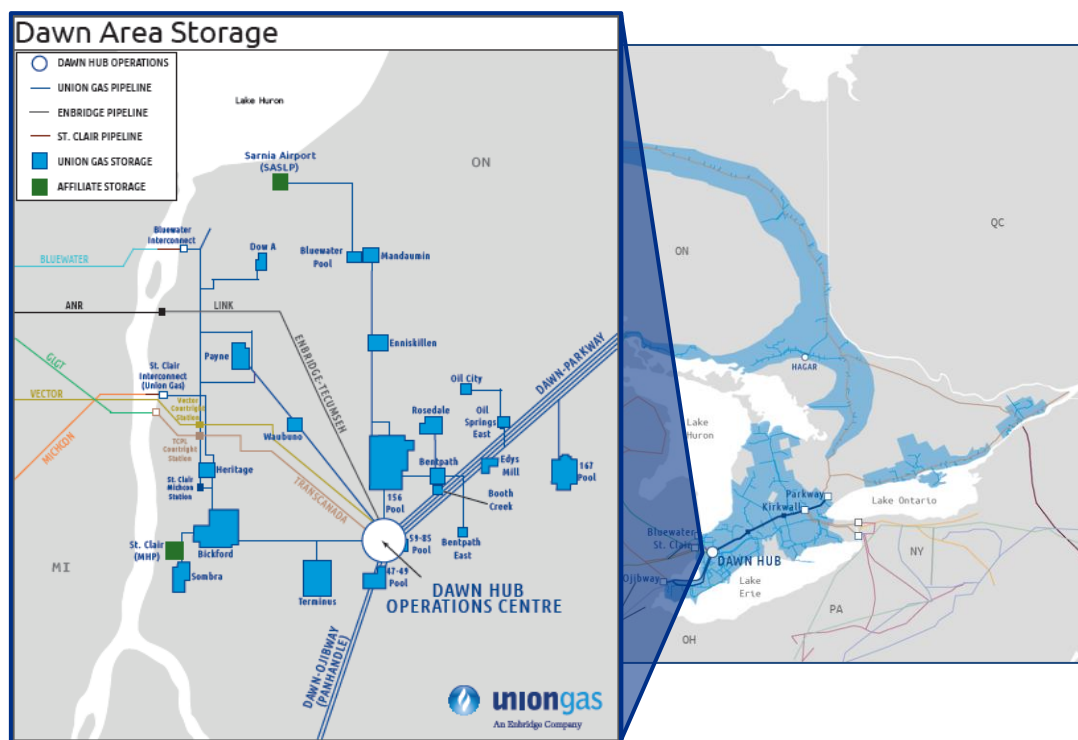 Dawn Area Storage
DAWN HUB OPERATIONS
UNION GAS PIPELINE
ENBRIDGE PIPELINE
ST. CLAIR PIPELINE
UNION GAS STORAGE
AFFILIATE STORAGE
Lake Huron
ON
Sarnia Airport
(SASLP)
Bluewater
Interconnect
Dow A
Bluewater
Pool
Mandaumin
BLUEWATER
ANR
LINK
GLGT
ENBRIDGE-TECUMSEH
Payne
Enniskillen
DAWN-PARKWAY
St. Clair
Interconnect
(Union Gas)
VECTOR
Vector
Courtright
Station
MICHCON
TCPL
Courtright
Station
Waubuno
Oil City
Rosedale
Oil
Springs
East
Heritage
Bentpath
Edys
Mill
167
Pool
St. Clair
Michcon
Station
TRANSCANADA
156
Pool
Booth
Creek
St. Clair
(MHP)
Bickford
59-85
Pool
Bentpath
East
MI
Sombra
Terminus
47-49
Pool
DAWN HUB
OPERATIONS CENTRE
DAWN-OJIBWAY
(PANHANDLE)
uniongas
An Enbridge Company
QC
ON
HAGAR
Lake
Huron
Parkway
Kirkwall
Lake Ontario
Bluewater
St. Clair
DAWN HUB
NY
Ojibway
Lake
Erie
PA
OH